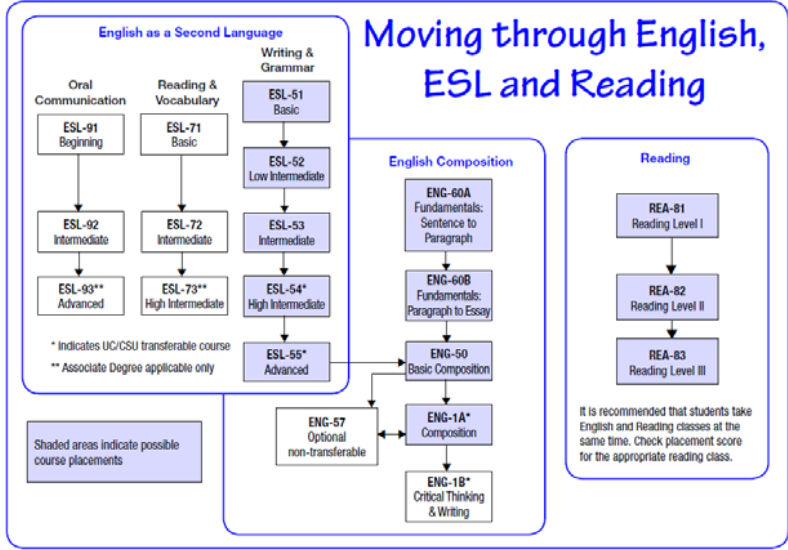 Moving through English,
ESL and Reading
English as a Second Language
Oral
Communication
ESL-91
Beginning
ESL-92
Intermediate
ESL-93**
Advanced
Reading &
Vocabulary
ESL-71
Basic
ESL-72
Intermediate
ESL-73**
High Intermediate
Writing &
Grammar
ESL-51
Basic
ESL-52
Low Intermediate
ESL-53
Intermediate
ESL-54*
High Intermediate
ESL-55*
Advanced
* Indicates UC/CSU transferable course
** Associate Degree applicable only
Shaded areas indicate possible
course placements
English Composition
ENG-60A
Fundamentals:
Sentence to
Paragraph
ENG-60B
Fundamentals:
Paragraph to Essay
ENG-50
Basic Composition
ENG-57
Optional
non-transferable
ENG-1A*
Composition
ENG-1B*
Critical Thinking
& Writing
Reading
REA-81
Reading Level I
REA-82
Reading Level II
REA-83
Reading Level III
It is recommended that students take
English and Reading classes at the
same time. Check placement score
for the appropriate reading class.